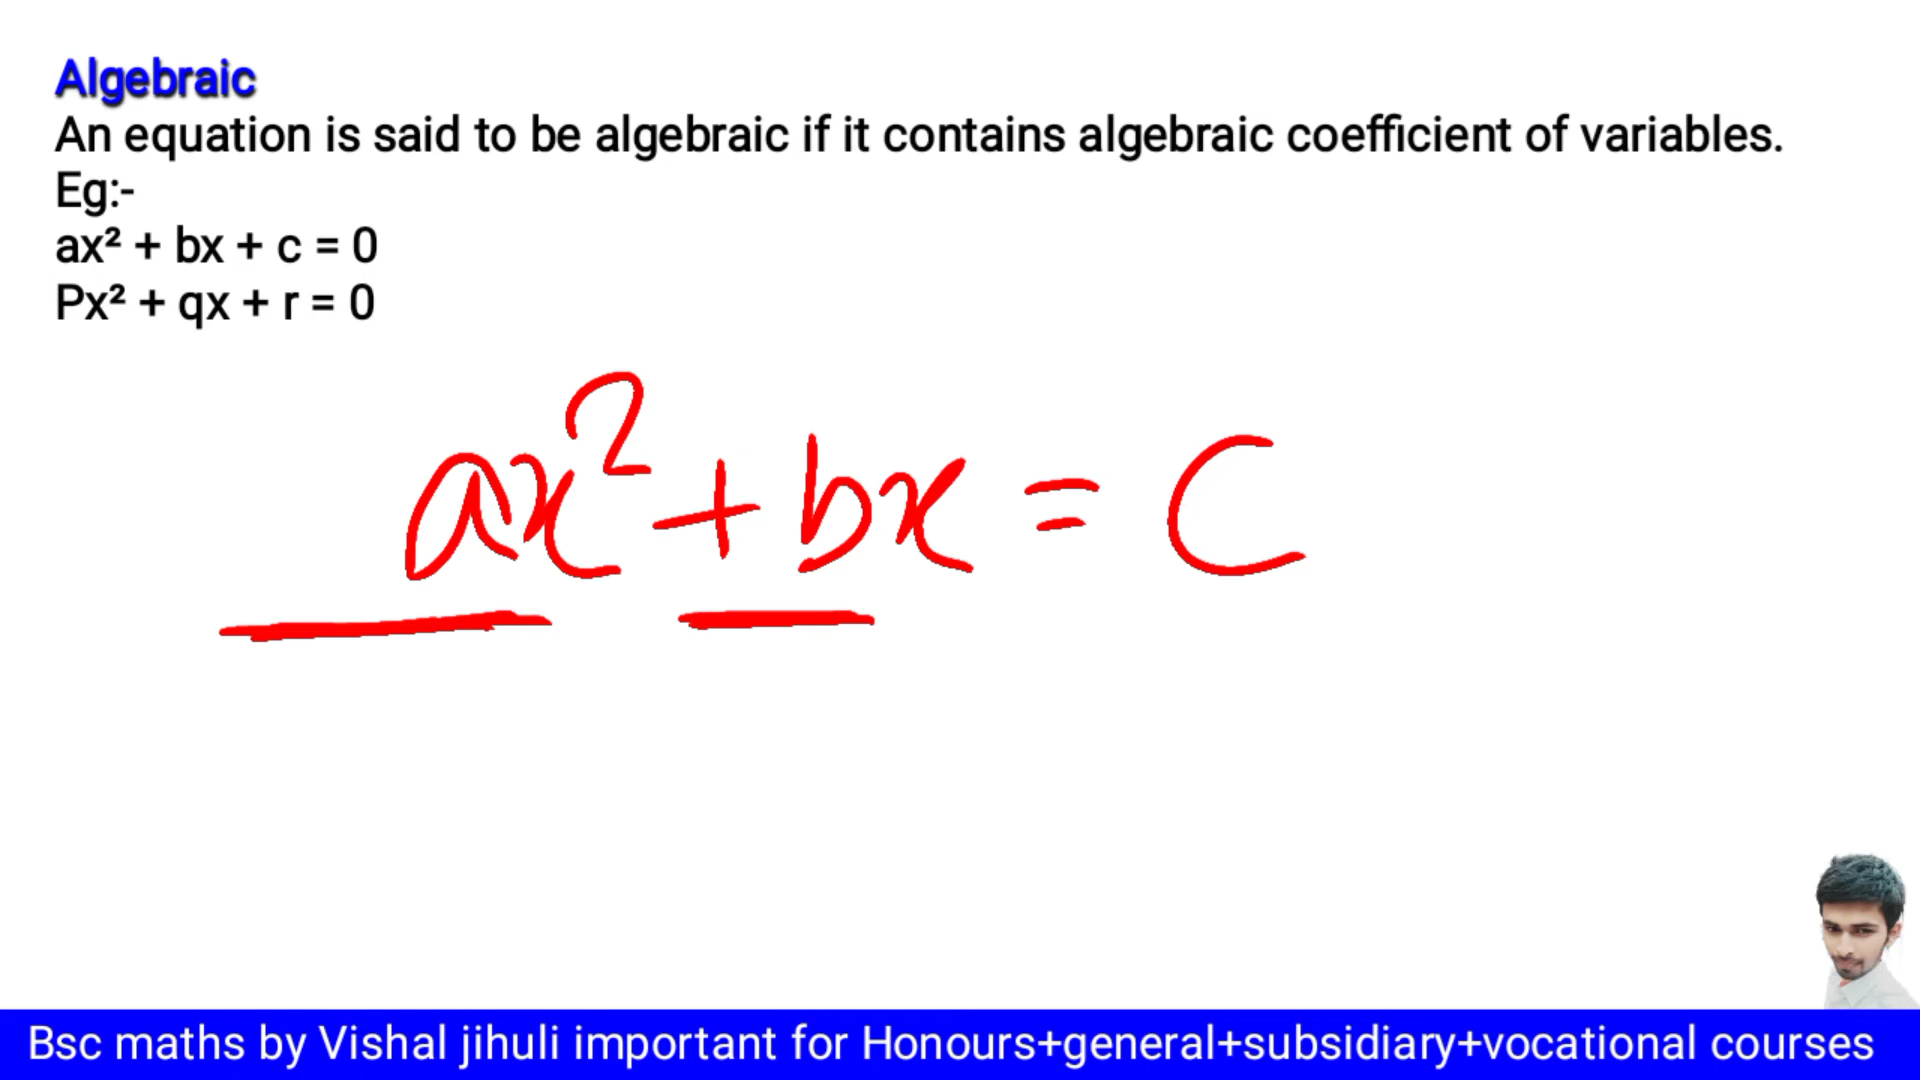 Algebraic
An equation is said to be algebraic if it contains algebraic coefficient of variables.
Eg:-
ax² + bx + c = 0
Px² + qx + r = 0
ax² + bx = C
Bsc maths by Vishal jihuli important for Honours+general+subsidiary+vocational courses